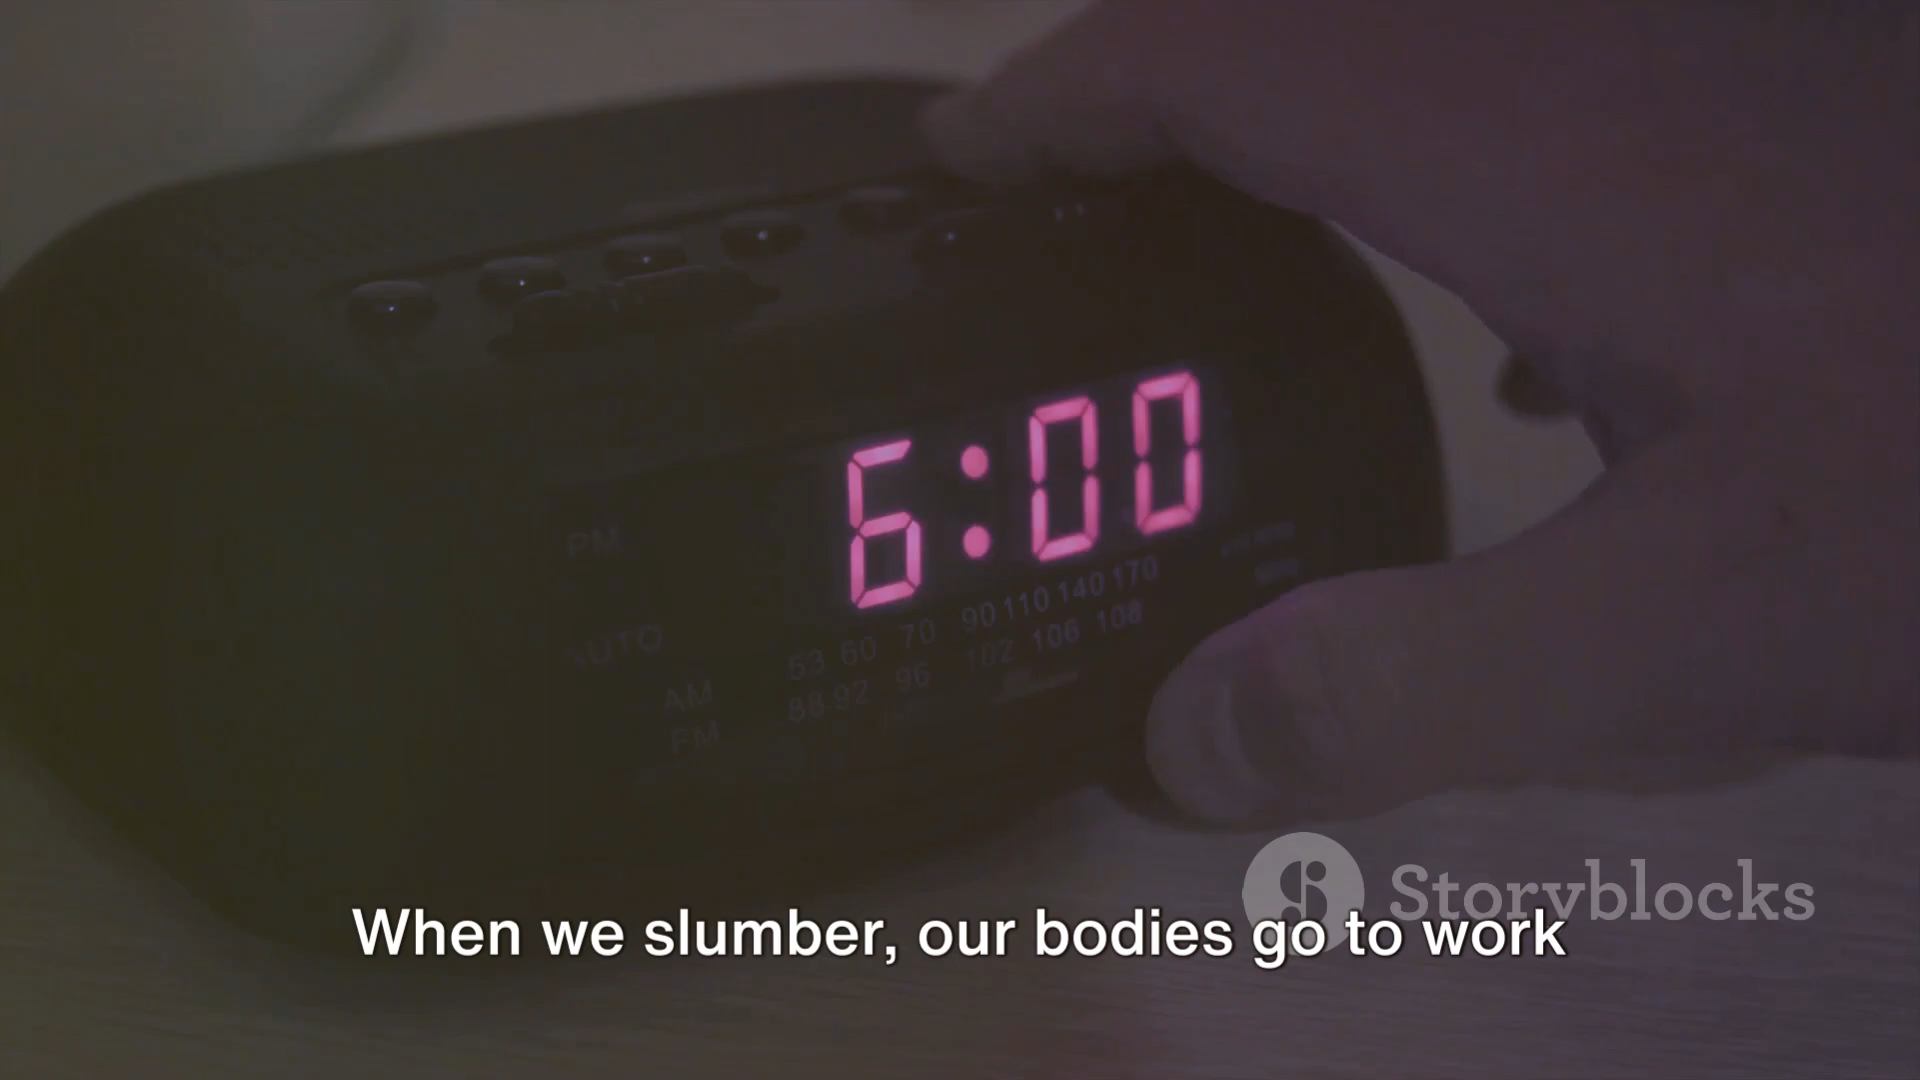 6:00
PM
AUTO
53 60 70 90 110 140 170
AM
88 92 96 102 106 108
FM
Storyblocks
When we slumber, our bodies go to work